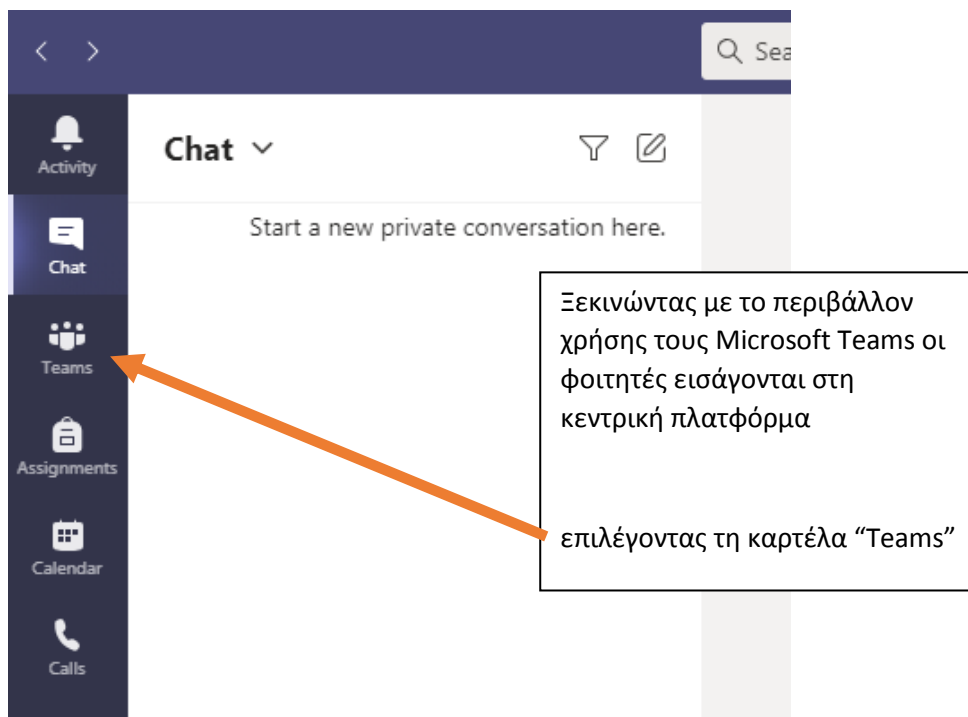 Sea
Activity
Chat
Start a new private conversation here.
Chat
Teams
Assignments
Calendar
Calls
Ξεκινώντας με το περιβάλλον
χρήσης τους Microsoft Teams οι
φοιτητές εισάγονται στη
κεντρική πλατφόρμα
επιλέγοντας τη καρτέλα “Teams”